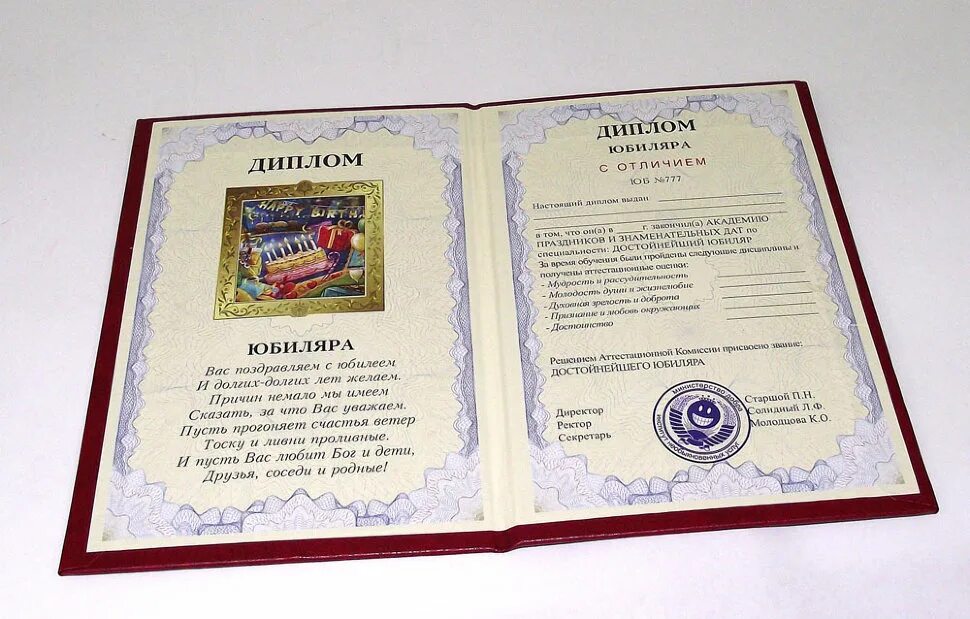 ДИПЛОМ
HAPPY
BIRTH
ЮБИЛЯРА
Вас поздравляем с юбилеем
И долгих-долгих лет желаем.
Причин немало мы имеем
Сказать, за что Вас уважаем.
Пусть прогоняет счастья ветер
Тоску и ливни проливные.
И пусть Вас любит Бог и дети,
Друзья, соседи и родные!
ДИПЛОМ
ЮБИЛЯРА
С ОТЛИЧИЕМ
ЮБ №777
Настоящий диплом выдан
в том, что он(а) в г. закончил(а) АКАДЕМИЮ
ПРАЗДНИКОВ И ЗНАМЕНАТЕЛЬНЫХ ДАТ по
специальности: ДОСТОЙНЕЙШИЙ ЮБИЛЯР
За время обучения были пройдены следующие дисциплины и
получены аттестационные оценки:
- Мудрость и рассудительность
- Молодость души и жизнелюбие
- Духовная зрелость и доброта
- Признание и любовь окружающих
- Достоинство
Решением Аттестационной Комиссии присвоено звание:
ДОСТОЙНЕЙШЕГО ЮБИЛЯРА
Директор Старшой П.Н.
Ректор Солидный Л.Ф.
Секретарь Молодцова К.О.
министерство добрых